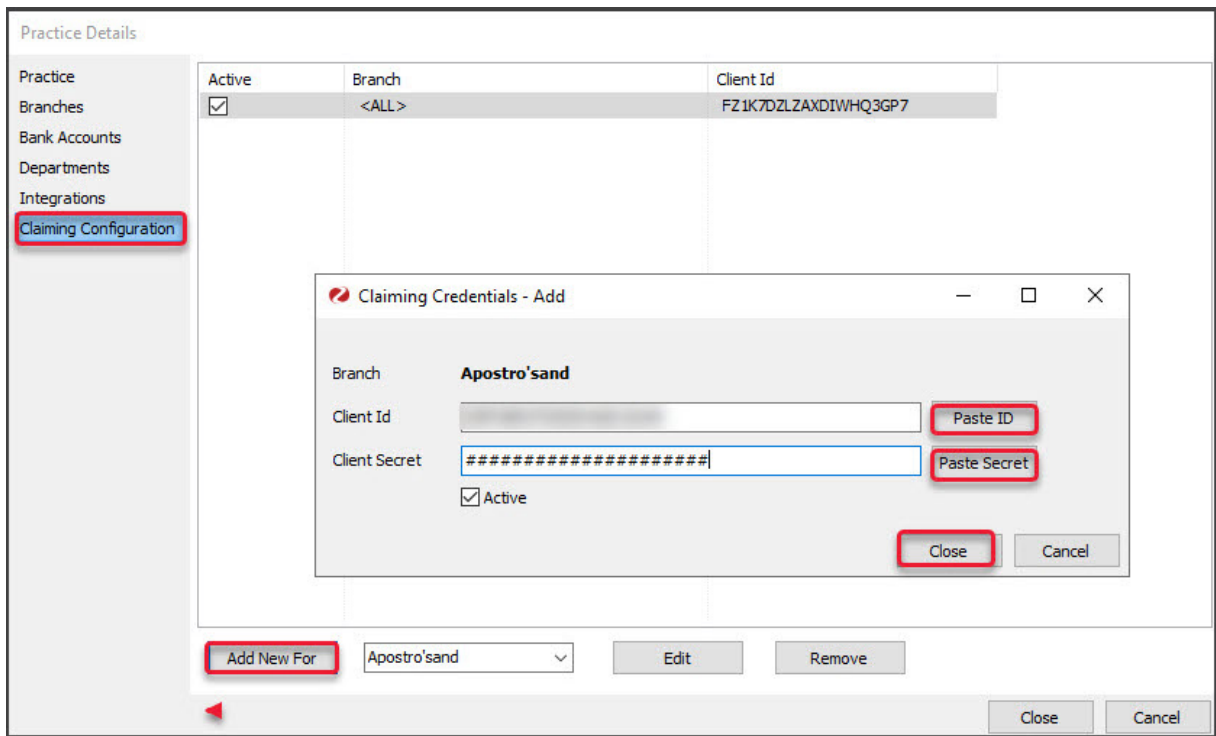 Practice Details
Practice
Branches
Bank Accounts
Departments
Integrations
Claiming Configuration
Active Branch Client Id
<ALL> FZ1K7DZLZAXDIWHQ3GP7
Claiming Credentials - Add
Branch Apostro'sand
Client Id Paste ID
Client Secret ##################### Paste Secret
Active
Close Cancel
Add New For Apostro'sand Edit Remove
Close Cancel